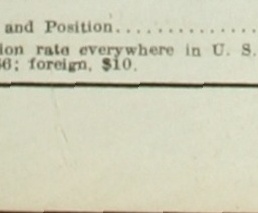 and Position..............
ion rate everywhere in U. S.
6; foreign, $10.